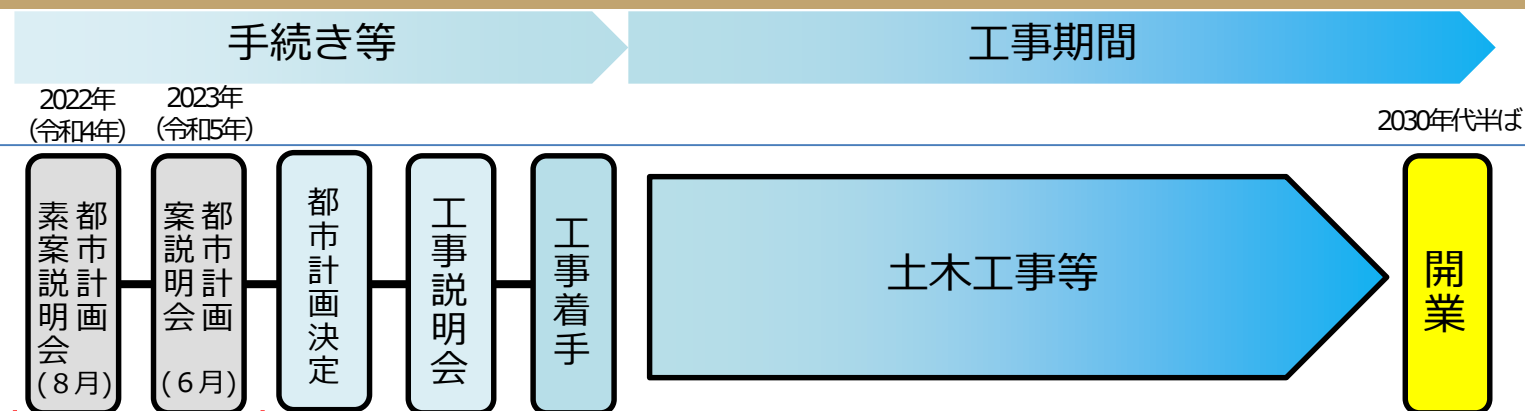 手続き等
工事期間
2022年
(令和4年)
2023年
(令和5年)
2030年代半ば
都市計画
素案説明会
(8月)
都市計画
案説明会
(6月)
都市計画決定
工事説明会
工事着手
土木工事等
開業